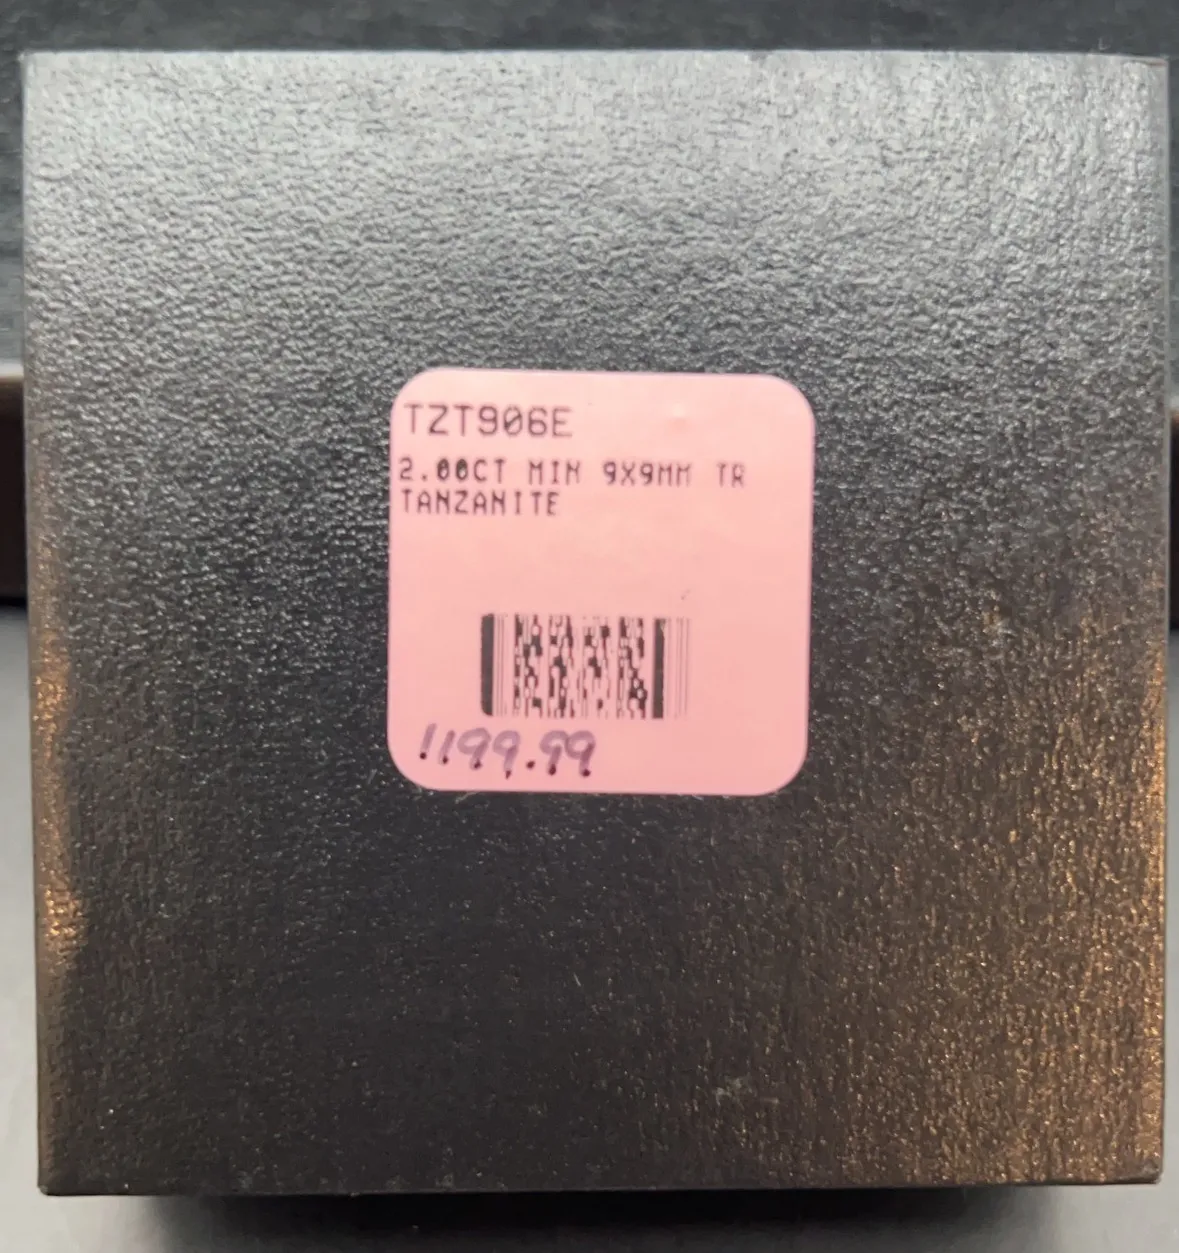 TZT906E
2.00CT MIN 9X9MM TR
TANZANITE
1199.99